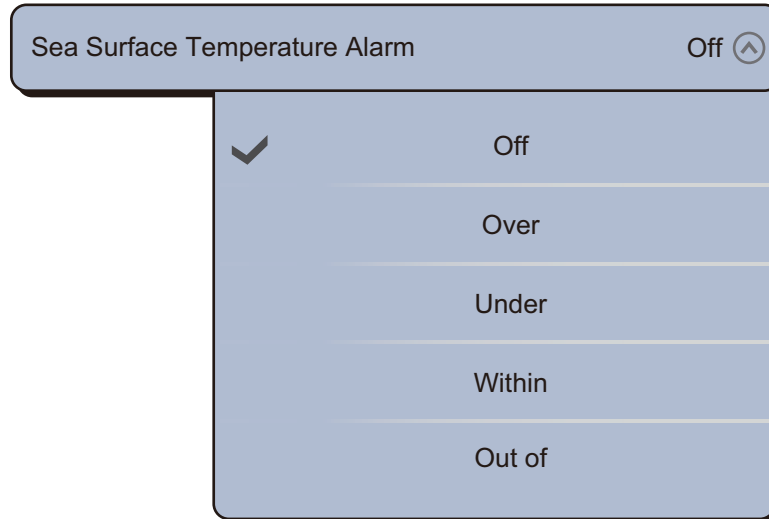 Sea Surface Temperature Alarm Off
Off
Over
Under
Within
Out of